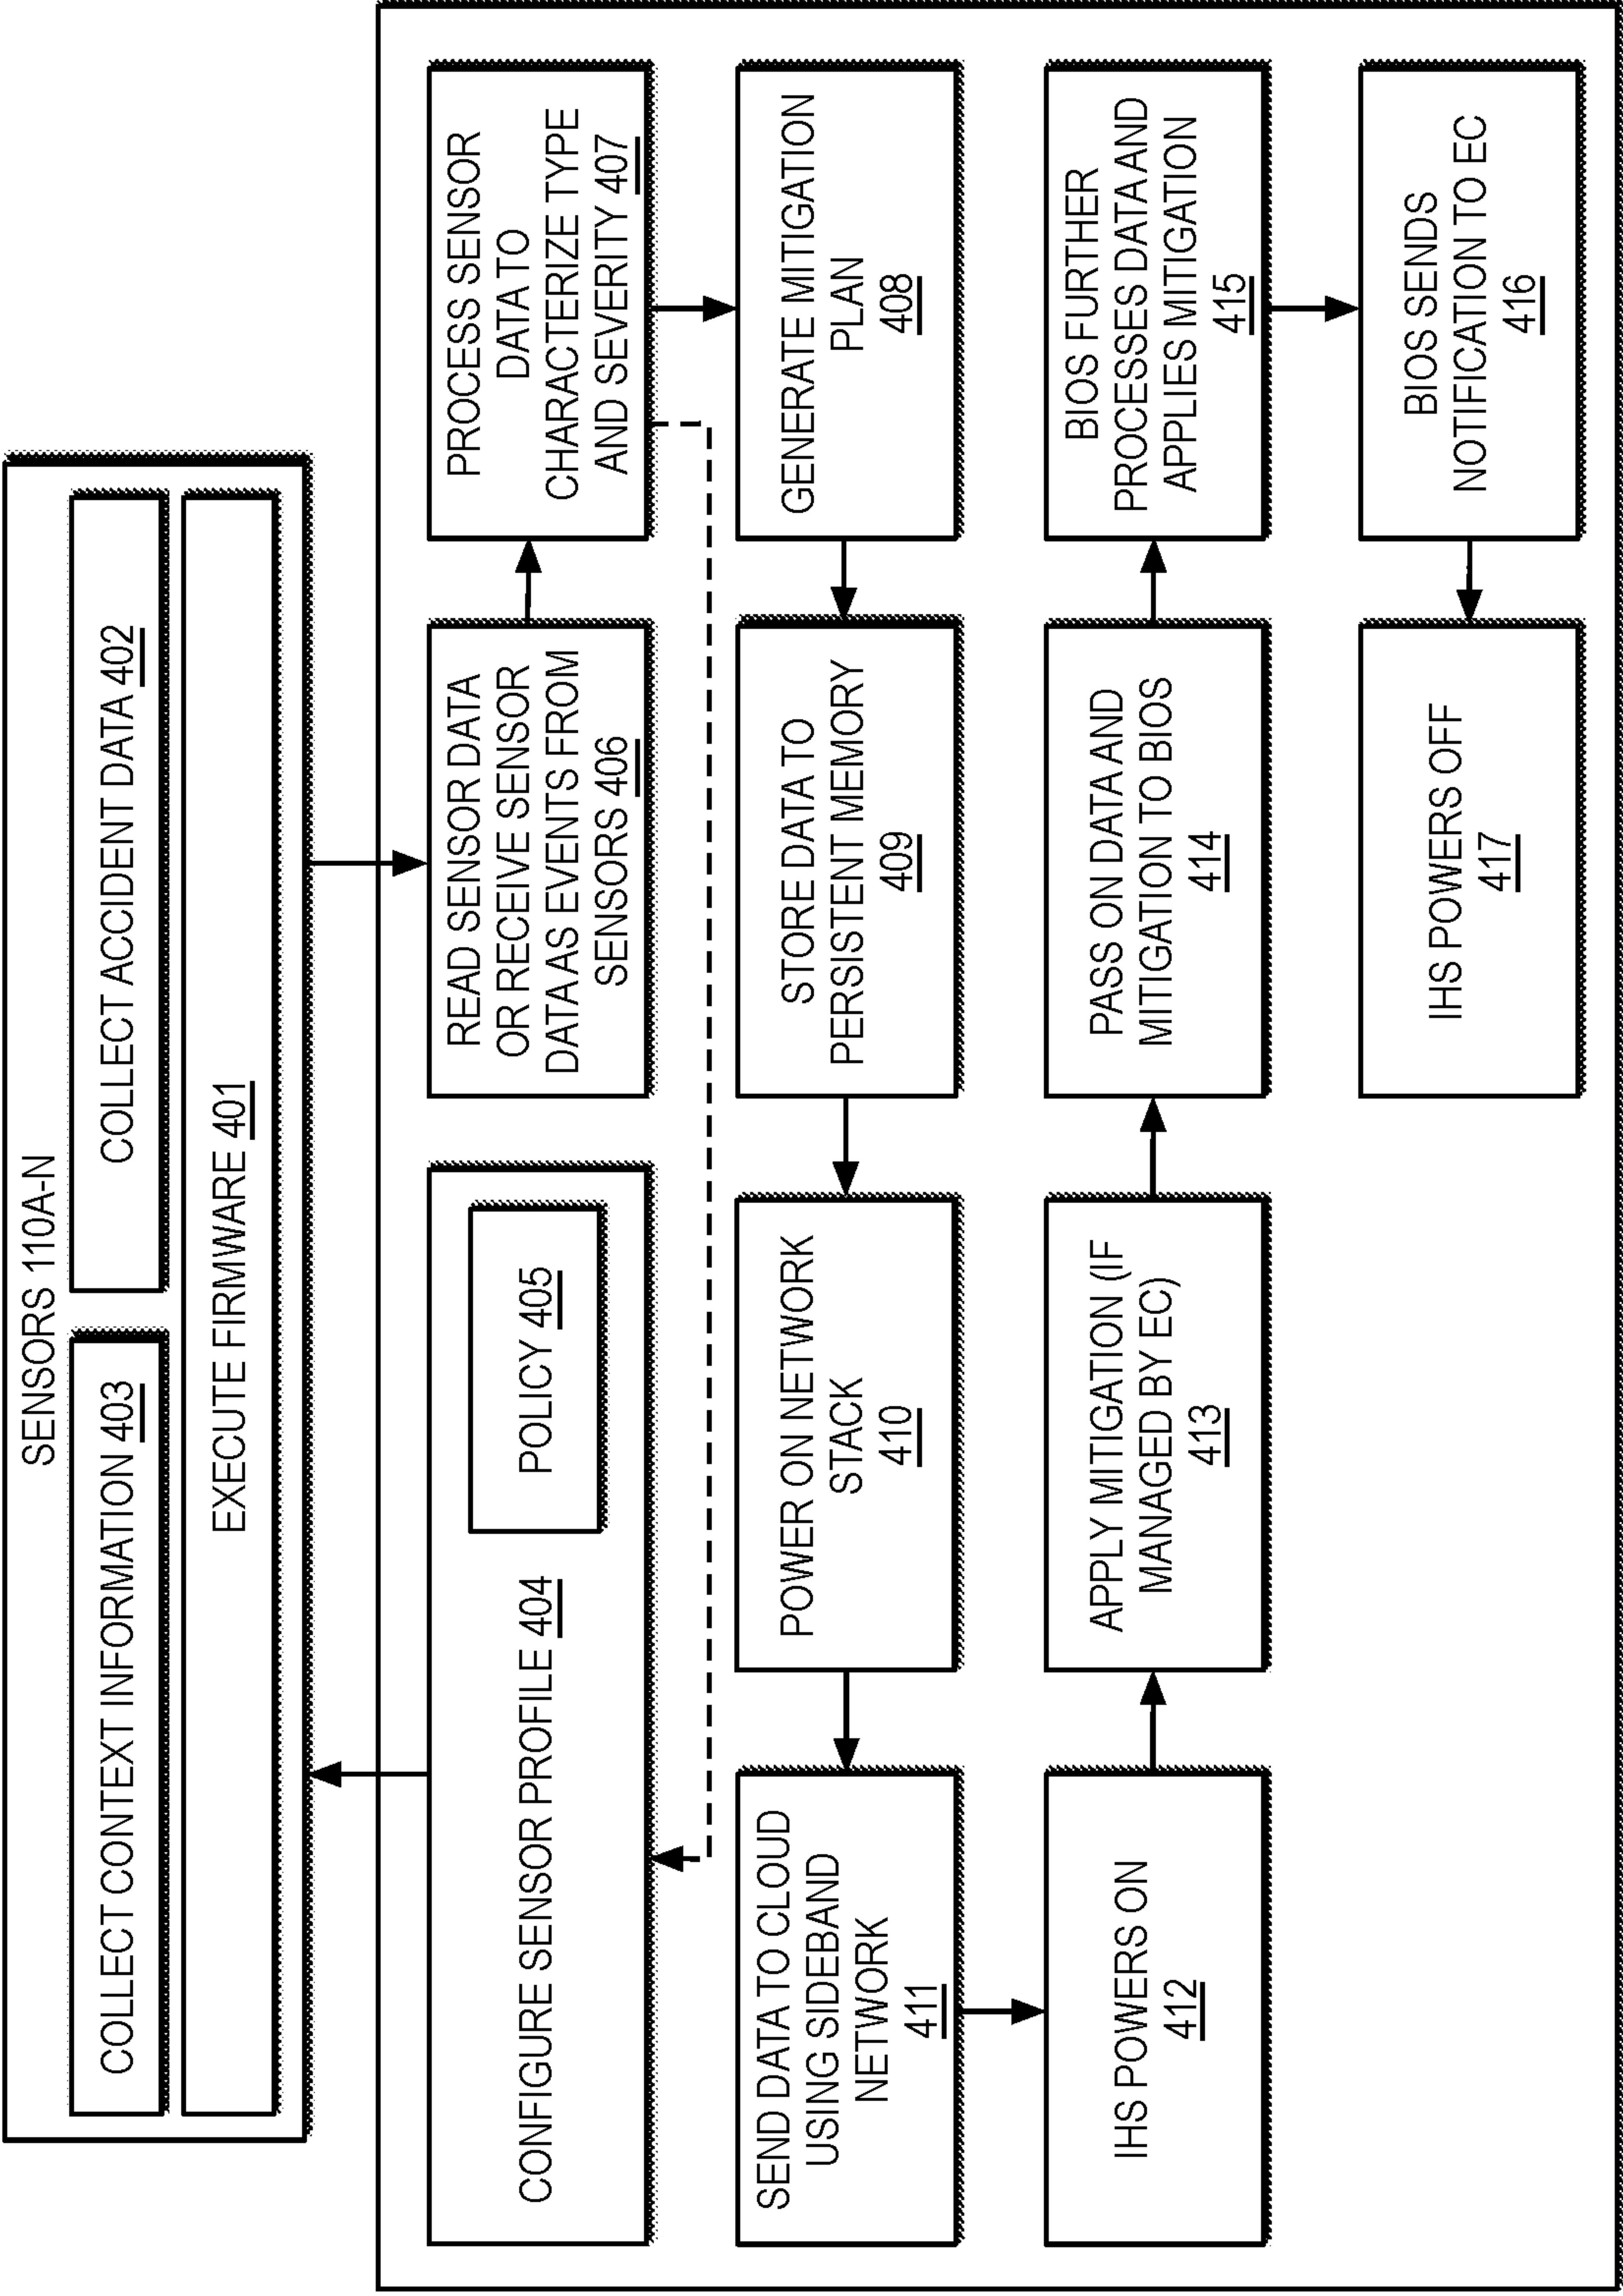 SENSORS 110A-N
COLLECT CONTEXT INFORMATION 403
COLLECT ACCIDENT DATA 402
EXECUTE FIRMWARE 401
CONFIGURE SENSOR PROFILE 404
POLICY 405
READ SENSOR DATA
OR RECEIVE SENSOR
DATA AS EVENTS FROM
SENSORS 406
PROCESS SENSOR
DATA TO
CHARACTERIZE TYPE
AND SEVERITY 407
GENERATE MITIGATION
PLAN
408
STORE DATA TO
PERSISTENT MEMORY
409
POWER ON NETWORK
STACK
410
SEND DATA TO CLOUD
USING SIDEBAND
NETWORK
411
IHS POWERS ON
412
APPLY MITIGATION (IF
MANAGED BY EC)
413
PASS ON DATA AND
MITIGATION TO BIOS
414
BIOS FURTHER
PROCESSES DATA AND
APPLIES MITIGATION
415
BIOS SENDS
NOTIFICATION TO EC
416
IHS POWERS OFF
417